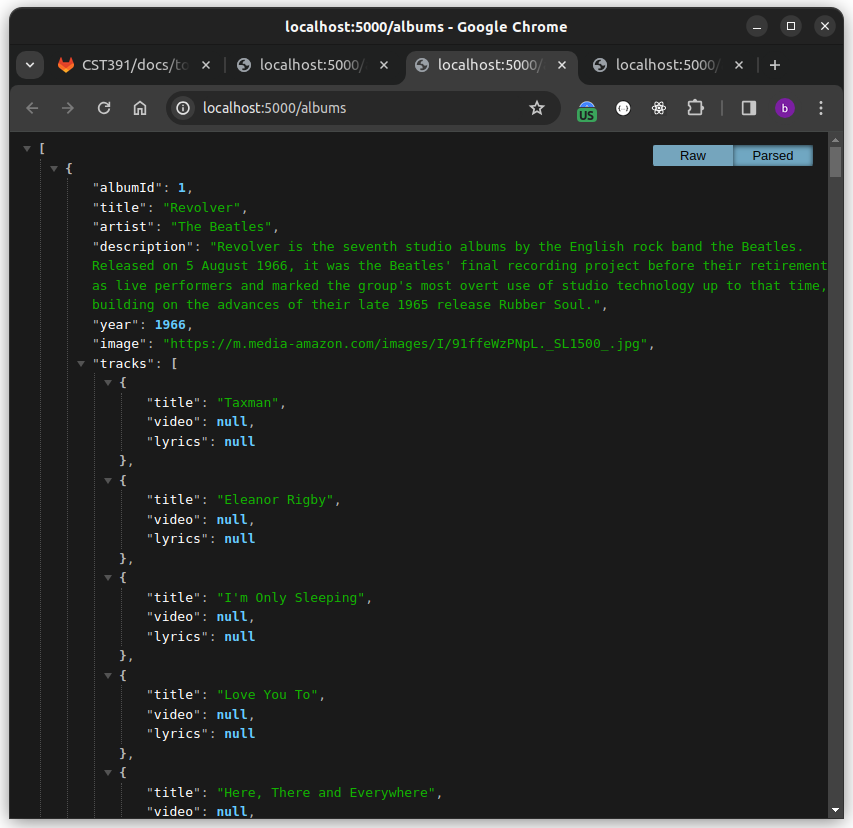 localhost:5000/albums - Google Chrome
CST391/docs/to
localhost:5000/
localhost:5000/
localhost:5000/
localhost:5000/albums
US
b
Raw
Parsed
[
{
"albumId": 1,
"title": "Revolver",
"artist": "The Beatles",
"description": "Revolver is the seventh studio albums by the English rock band the Beatles.
Released on 5 August 1966, it was the Beatles' final recording project before their retirement
as live performers and marked the group's most overt use of studio technology up to that time,
building on the advances of their late 1965 release Rubber Soul.",
"year": 1966,
"image": "https://m.media-amazon.com/images/I/91ffeWzPNpL._SL1500_.jpg",
"tracks": [
{
"title": "Taxman",
"video": null,
"lyrics": null
},
{
"title": "Eleanor Rigby",
"video": null,
"lyrics": null
},
{
"title": "I'm Only Sleeping",
"video": null,
"lyrics": null
},
{
"title": "Love You To",
"video": null,
"lyrics": null
},
{
"title": "Here, There and Everywhere",
"video": null,